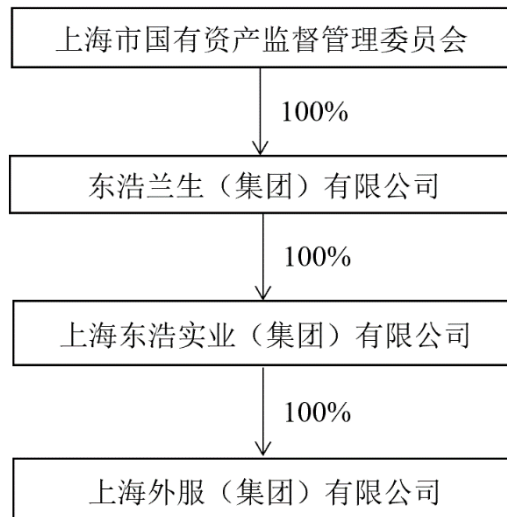 上海市国有资产监督管理委员会
100%
东浩兰生（集团）有限公司
100%
上海东浩实业（集团）有限公司
100%
上海外服（集团）有限公司